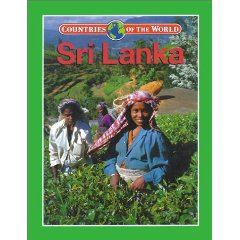 COUNTRIES OF THE WORLD
Sri Lanka